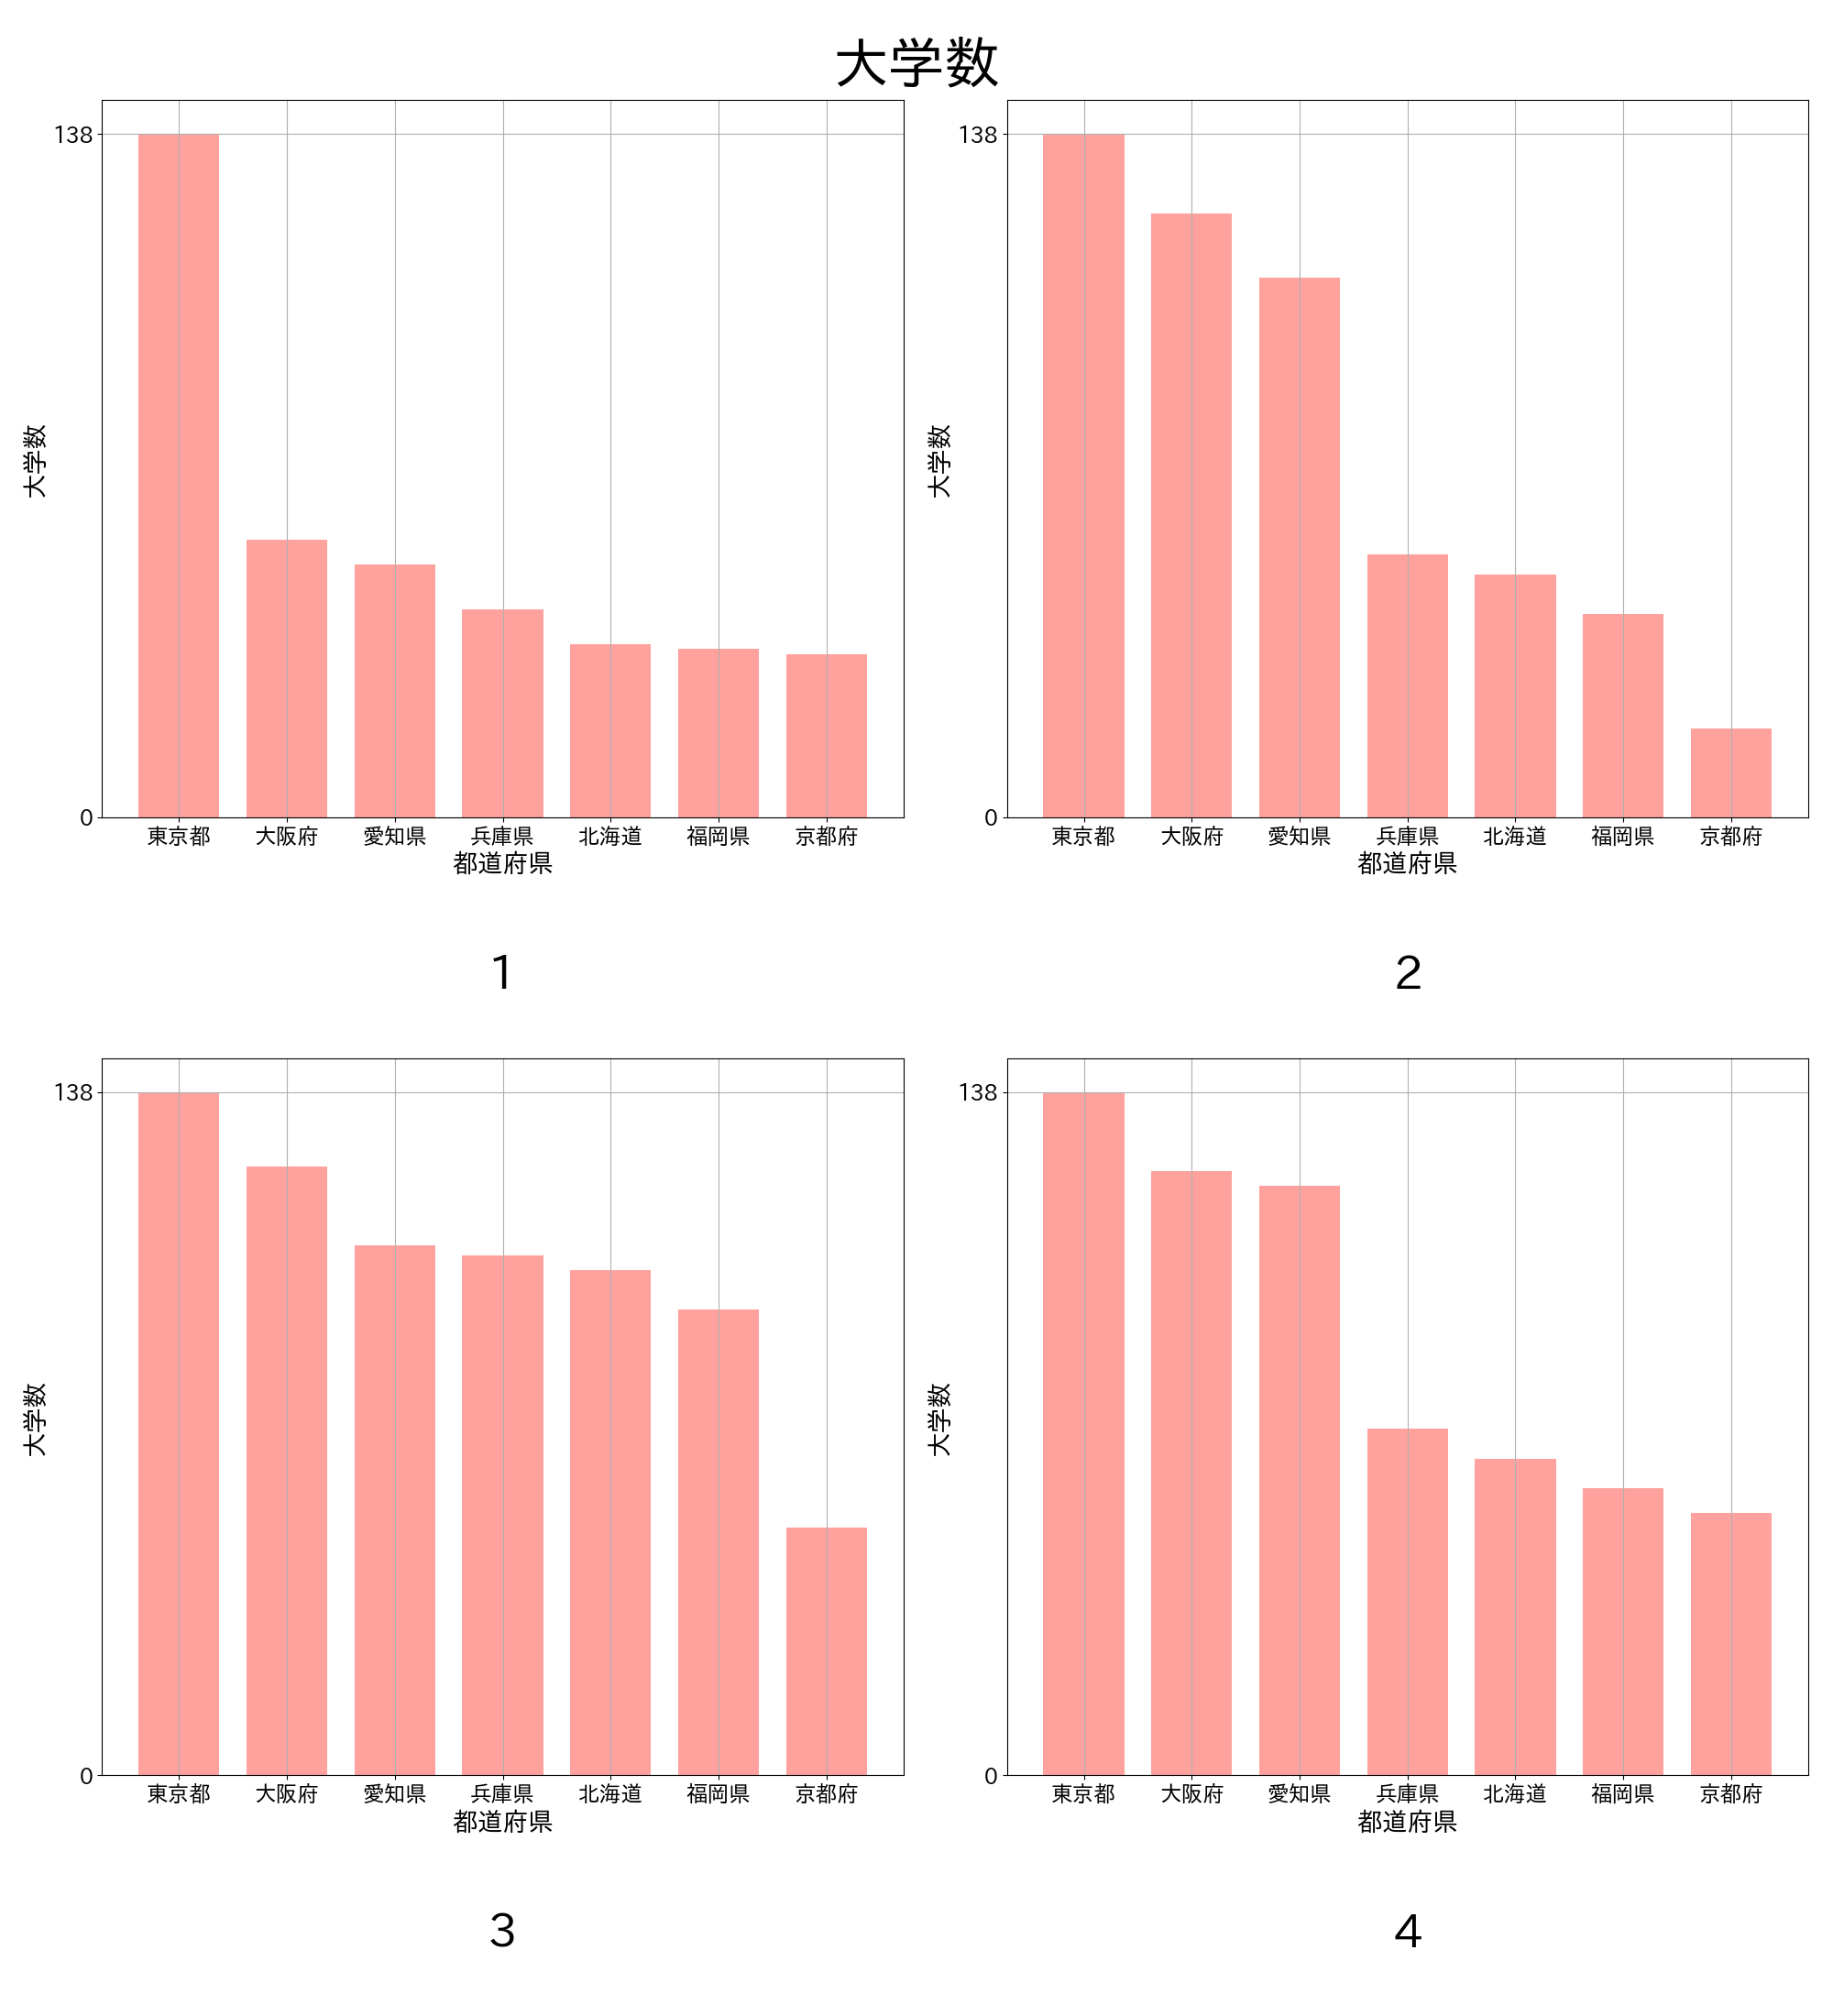 大学数
138
0
大学数
東京都 大阪府 愛知県 兵庫県 北海道 福岡県 京都府
都道府県
1
138
0
大学数
東京都 大阪府 愛知県 兵庫県 北海道 福岡県 京都府
都道府県
2
138
0
大学数
東京都 大阪府 愛知県 兵庫県 北海道 福岡県 京都府
都道府県
3
138
0
大学数
東京都 大阪府 愛知県 兵庫県 北海道 福岡県 京都府
都道府県
4